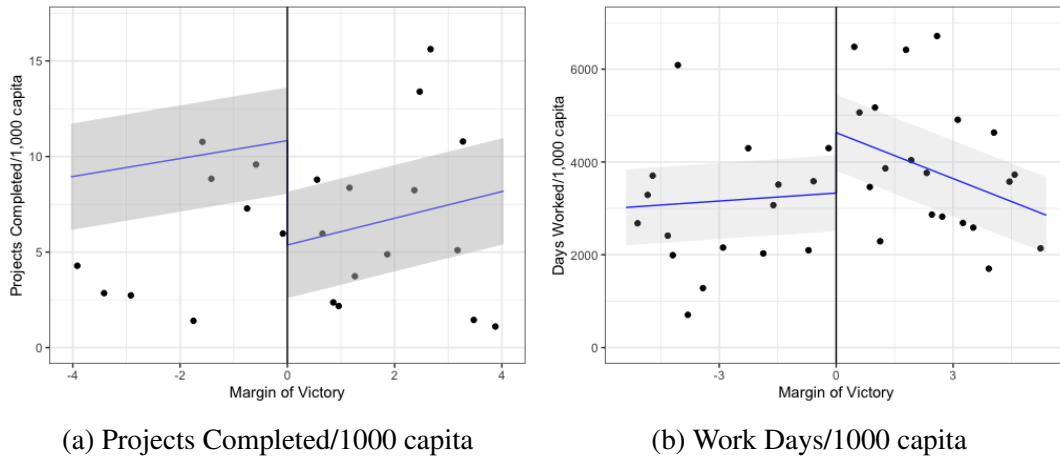 Projects Completed/1,000 capita
15
10
5
0
-4
-2
0
2
4
Margin of Victory
(a) Projects Completed/1000 capita
Days Worked/1,000 capita
6000
4000
2000
0
-3
0
3
Margin of Victory
(b) Work Days/1000 capita